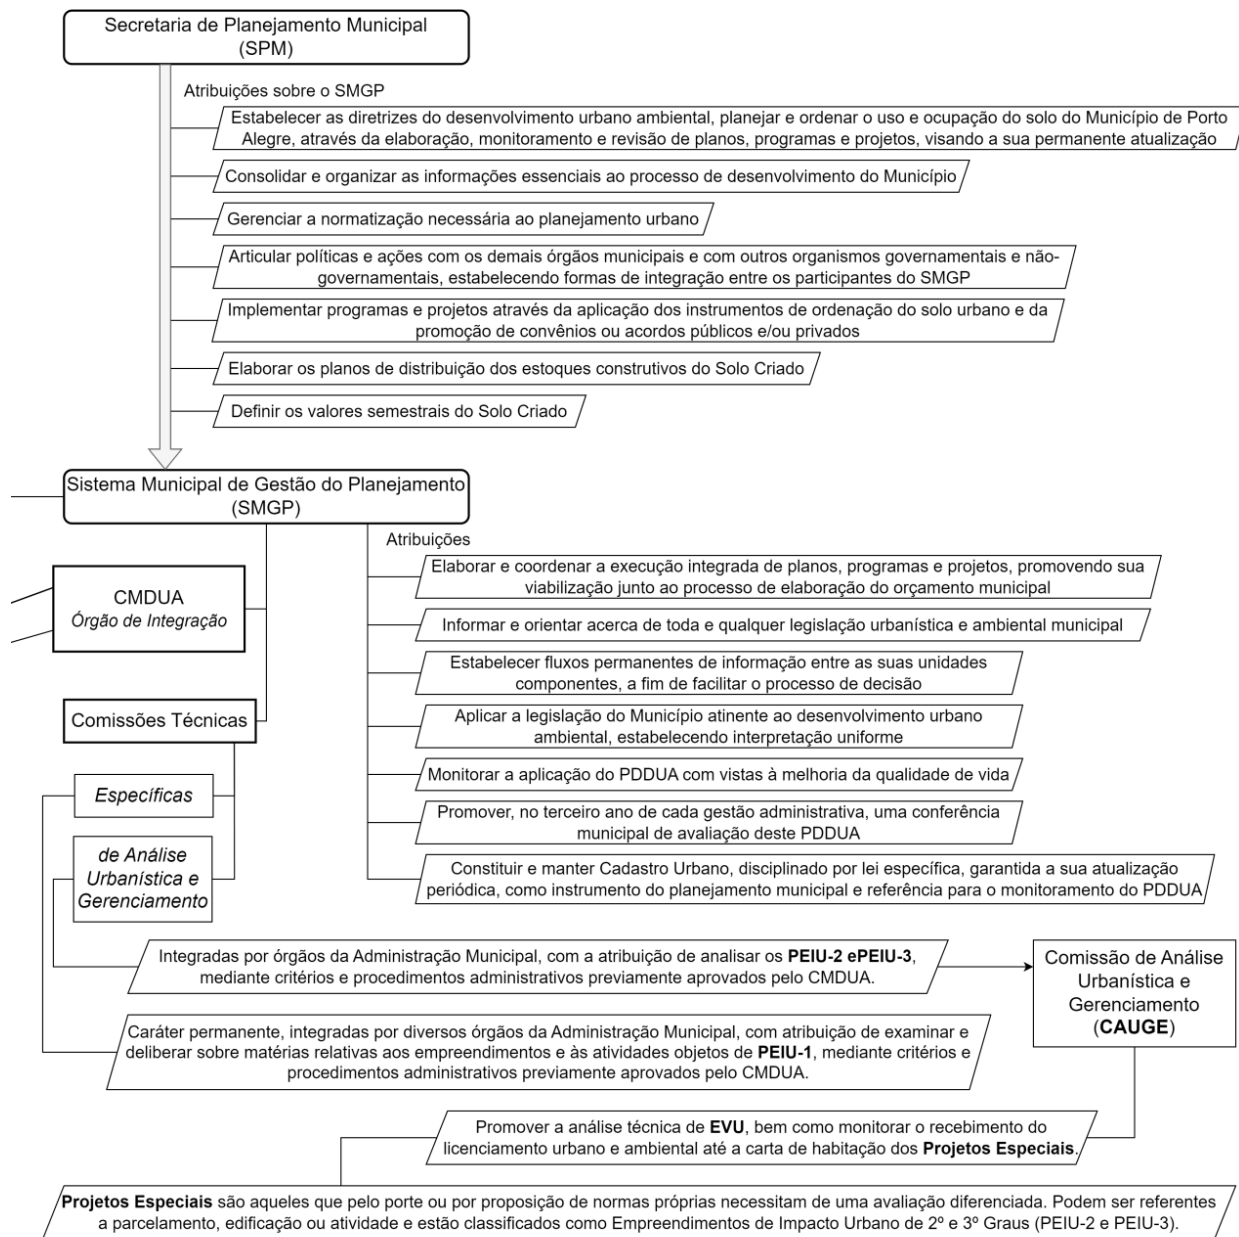 Secretaria de Planejamento Municipal
(SPM)
Atribuições sobre o SMGP
Estabelecer as diretrizes do desenvolvimento urbano ambiental, planejar e ordenar o uso e ocupação do solo do Município de Porto
Alegre, através da elaboração, monitoramento e revisão de planos, programas e projetos, visando a sua permanente atualização
Consolidar e organizar as informações essenciais ao processo de desenvolvimento do Município
Gerenciar a normatização necessária ao planejamento urbano
Articular políticas e ações com os demais órgãos municipais e com outros organismos governamentais e não-
governamentais, estabelecendo formas de integração entre os participantes do SMGP
Implementar programas e projetos através da aplicação dos instrumentos de ordenação do solo urbano e da
promoção de convênios ou acordos públicos e/ou privados
Elaborar os planos de distribuição dos estoques construtivos do Solo Criado
Definir os valores semestrais do Solo Criado
Sistema Municipal de Gestão do Planejamento
(SMGP)
Atribuições
Elaborar e coordenar a execução integrada de planos, programas e projetos, promovendo sua
viabilização junto ao processo de elaboração do orçamento municipal
Informar e orientar acerca de toda e qualquer legislação urbanística e ambiental municipal
Estabelecer fluxos permanentes de informação entre as suas unidades
componentes, a fim de facilitar o processo de decisão
Aplicar a legislação do Município atinente ao desenvolvimento urbano
ambiental, estabelecendo interpretação uniforme
Monitorar a aplicação do PDDUA com vistas à melhoria da qualidade de vida
Promover, no terceiro ano de cada gestão administrativa, uma conferência
municipal de avaliação deste PDDUA
Constituir e manter Cadastro Urbano, disciplinado por lei específica, garantida a sua atualização
periódica, como instrumento do planejamento municipal e referência para o monitoramento do PDDUA
CMDUA
Órgão de Integração
Comissões Técnicas
Específicas
de Análise
Urbanística e
Gerenciamento
Integradas por órgãos da Administração Municipal, com a atribuição de analisar os PEIU-2 ePEIU-3,
mediante critérios e procedimentos administrativos previamente aprovados pelo CMDUA.
Comissão de Análise
Urbanística e
Gerenciamento
(CAUGE)
Caráter permanente, integradas por diversos órgãos da Administração Municipal, com atribuição de examinar e
deliberar sobre matérias relativas aos empreendimentos e às atividades objetos de PEIU-1, mediante critérios e
procedimentos administrativos previamente aprovados pelo CMDUA.
Promover a análise técnica de EVU, bem como monitorar o recebimento do
licenciamento urbano e ambiental até a carta de habitação dos Projetos Especiais.
Projetos Especiais são aqueles que pelo porte ou por proposição de normas próprias necessitam de uma avaliação diferenciada. Podem ser referentes
a parcelamento, edificação ou atividade e estão classificados como Empreendimentos de Impacto Urbano de 2º e 3º Graus (PEIU-2 e PEIU-3).